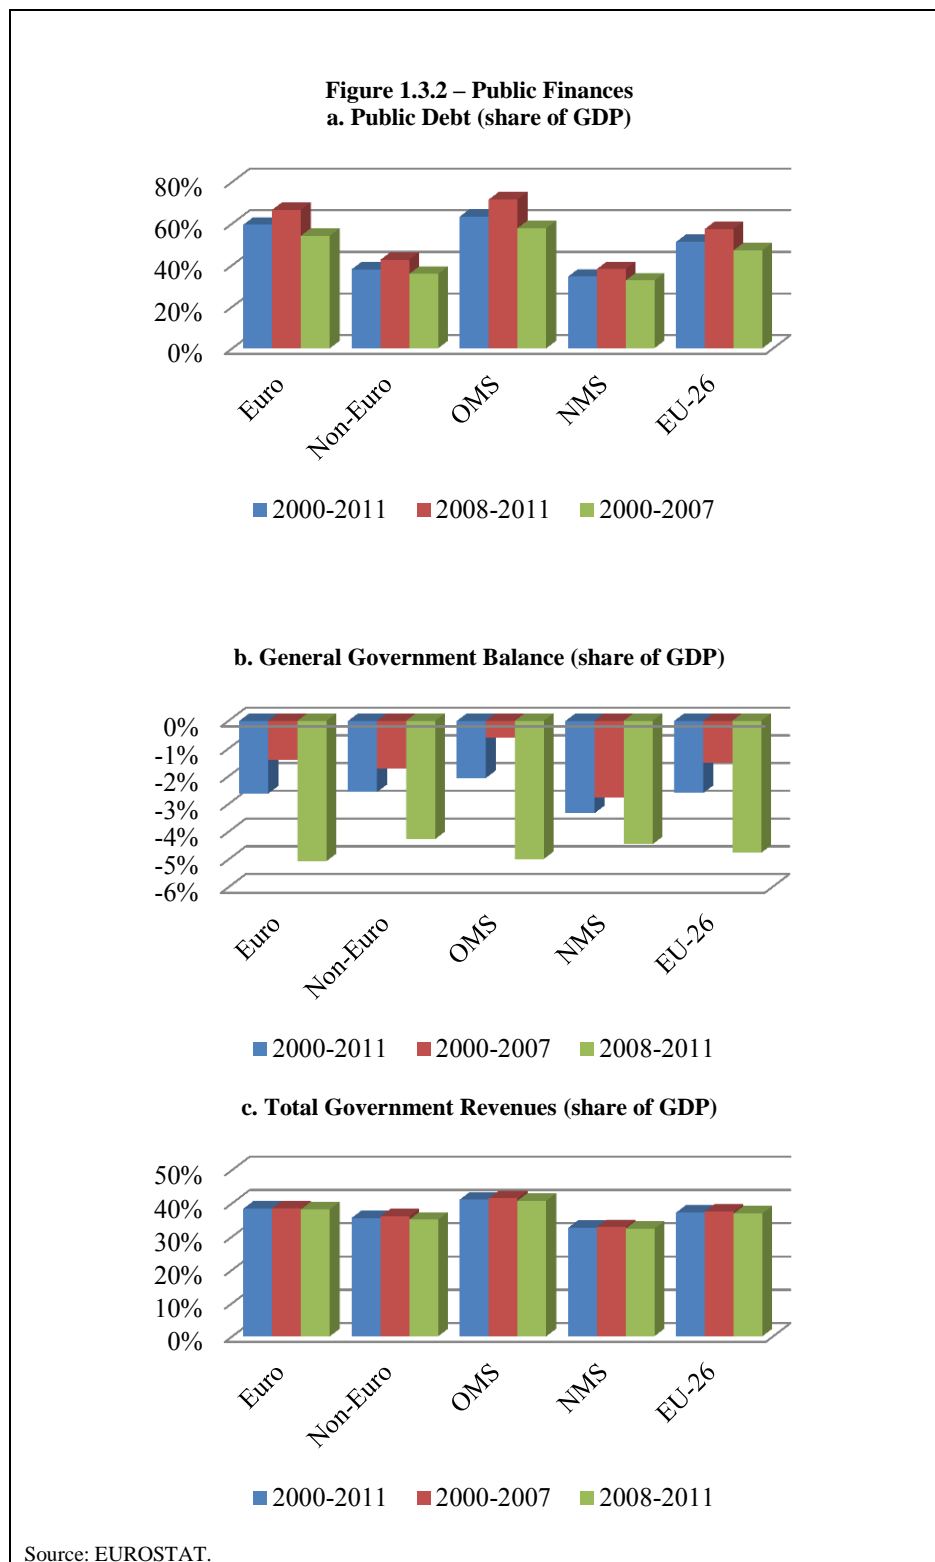 Figure 1.3.2 – Public Finances
a. Public Debt (share of GDP)
80%
60%
40%
20%
0%
Euro
Non-Euro
OMS
NMS
EU-26
2000-2011 2008-2011 2000-2007
b. General Government Balance (share of GDP)
0%
-1%
-2%
-3%
-4%
-5%
-6%
Euro
Non-Euro
OMS
NMS
EU-26
2000-2011 2000-2007 2008-2011
c. Total Government Revenues (share of GDP)
50%
40%
30%
20%
10%
0%
Euro
Non-Euro
OMS
NMS
EU-26
2000-2011 2000-2007 2008-2011
Source: EUROSTAT.